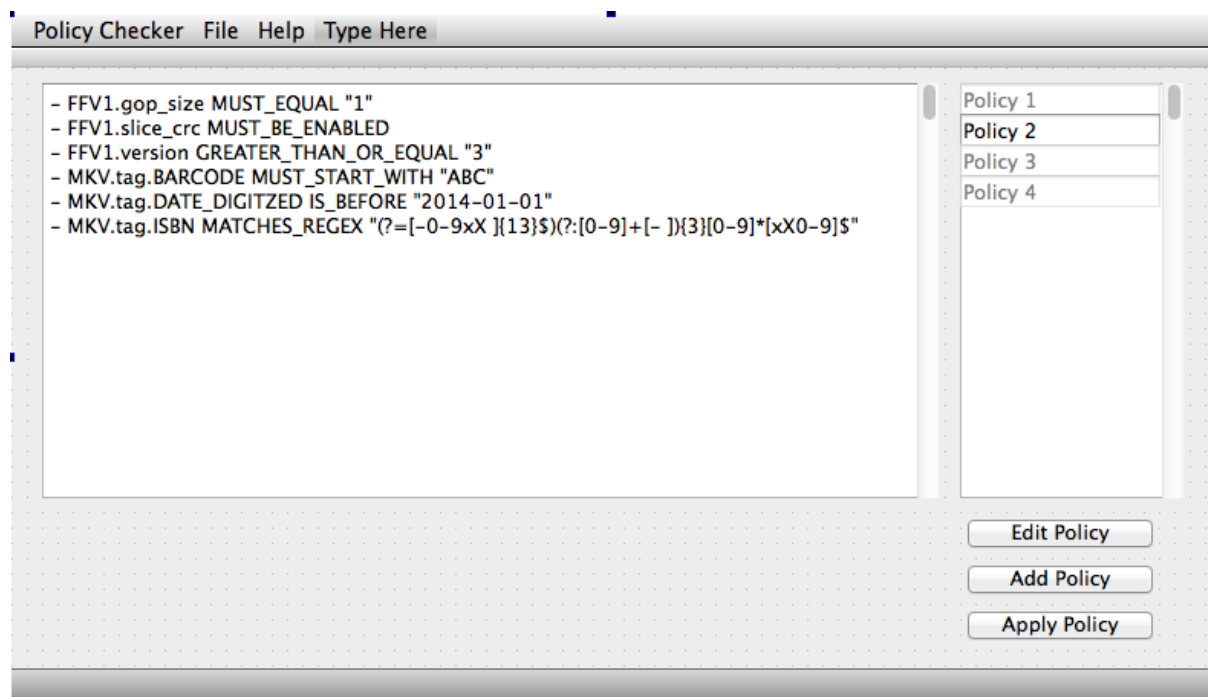 Policy Checker File Help Type Here
– FFV1.gop_size MUST_EQUAL "1"
– FFV1.slice_crc MUST_BE_ENABLED
– FFV1.version GREATER_THAN_OR_EQUAL "3"
– MKV.tag.BARCODE MUST_START_WITH "ABC"
– MKV.tag.DATE_DIGITZED IS_BEFORE "2014-01-01"
– MKV.tag.ISBN MATCHES_REGEX "(?=[-0-9xX ]{13}$)(?:[0-9]+[- ]){3}[0-9]*[xX0-9]$"
Policy 1
Policy 2
Policy 3
Policy 4
Edit Policy
Add Policy
Apply Policy